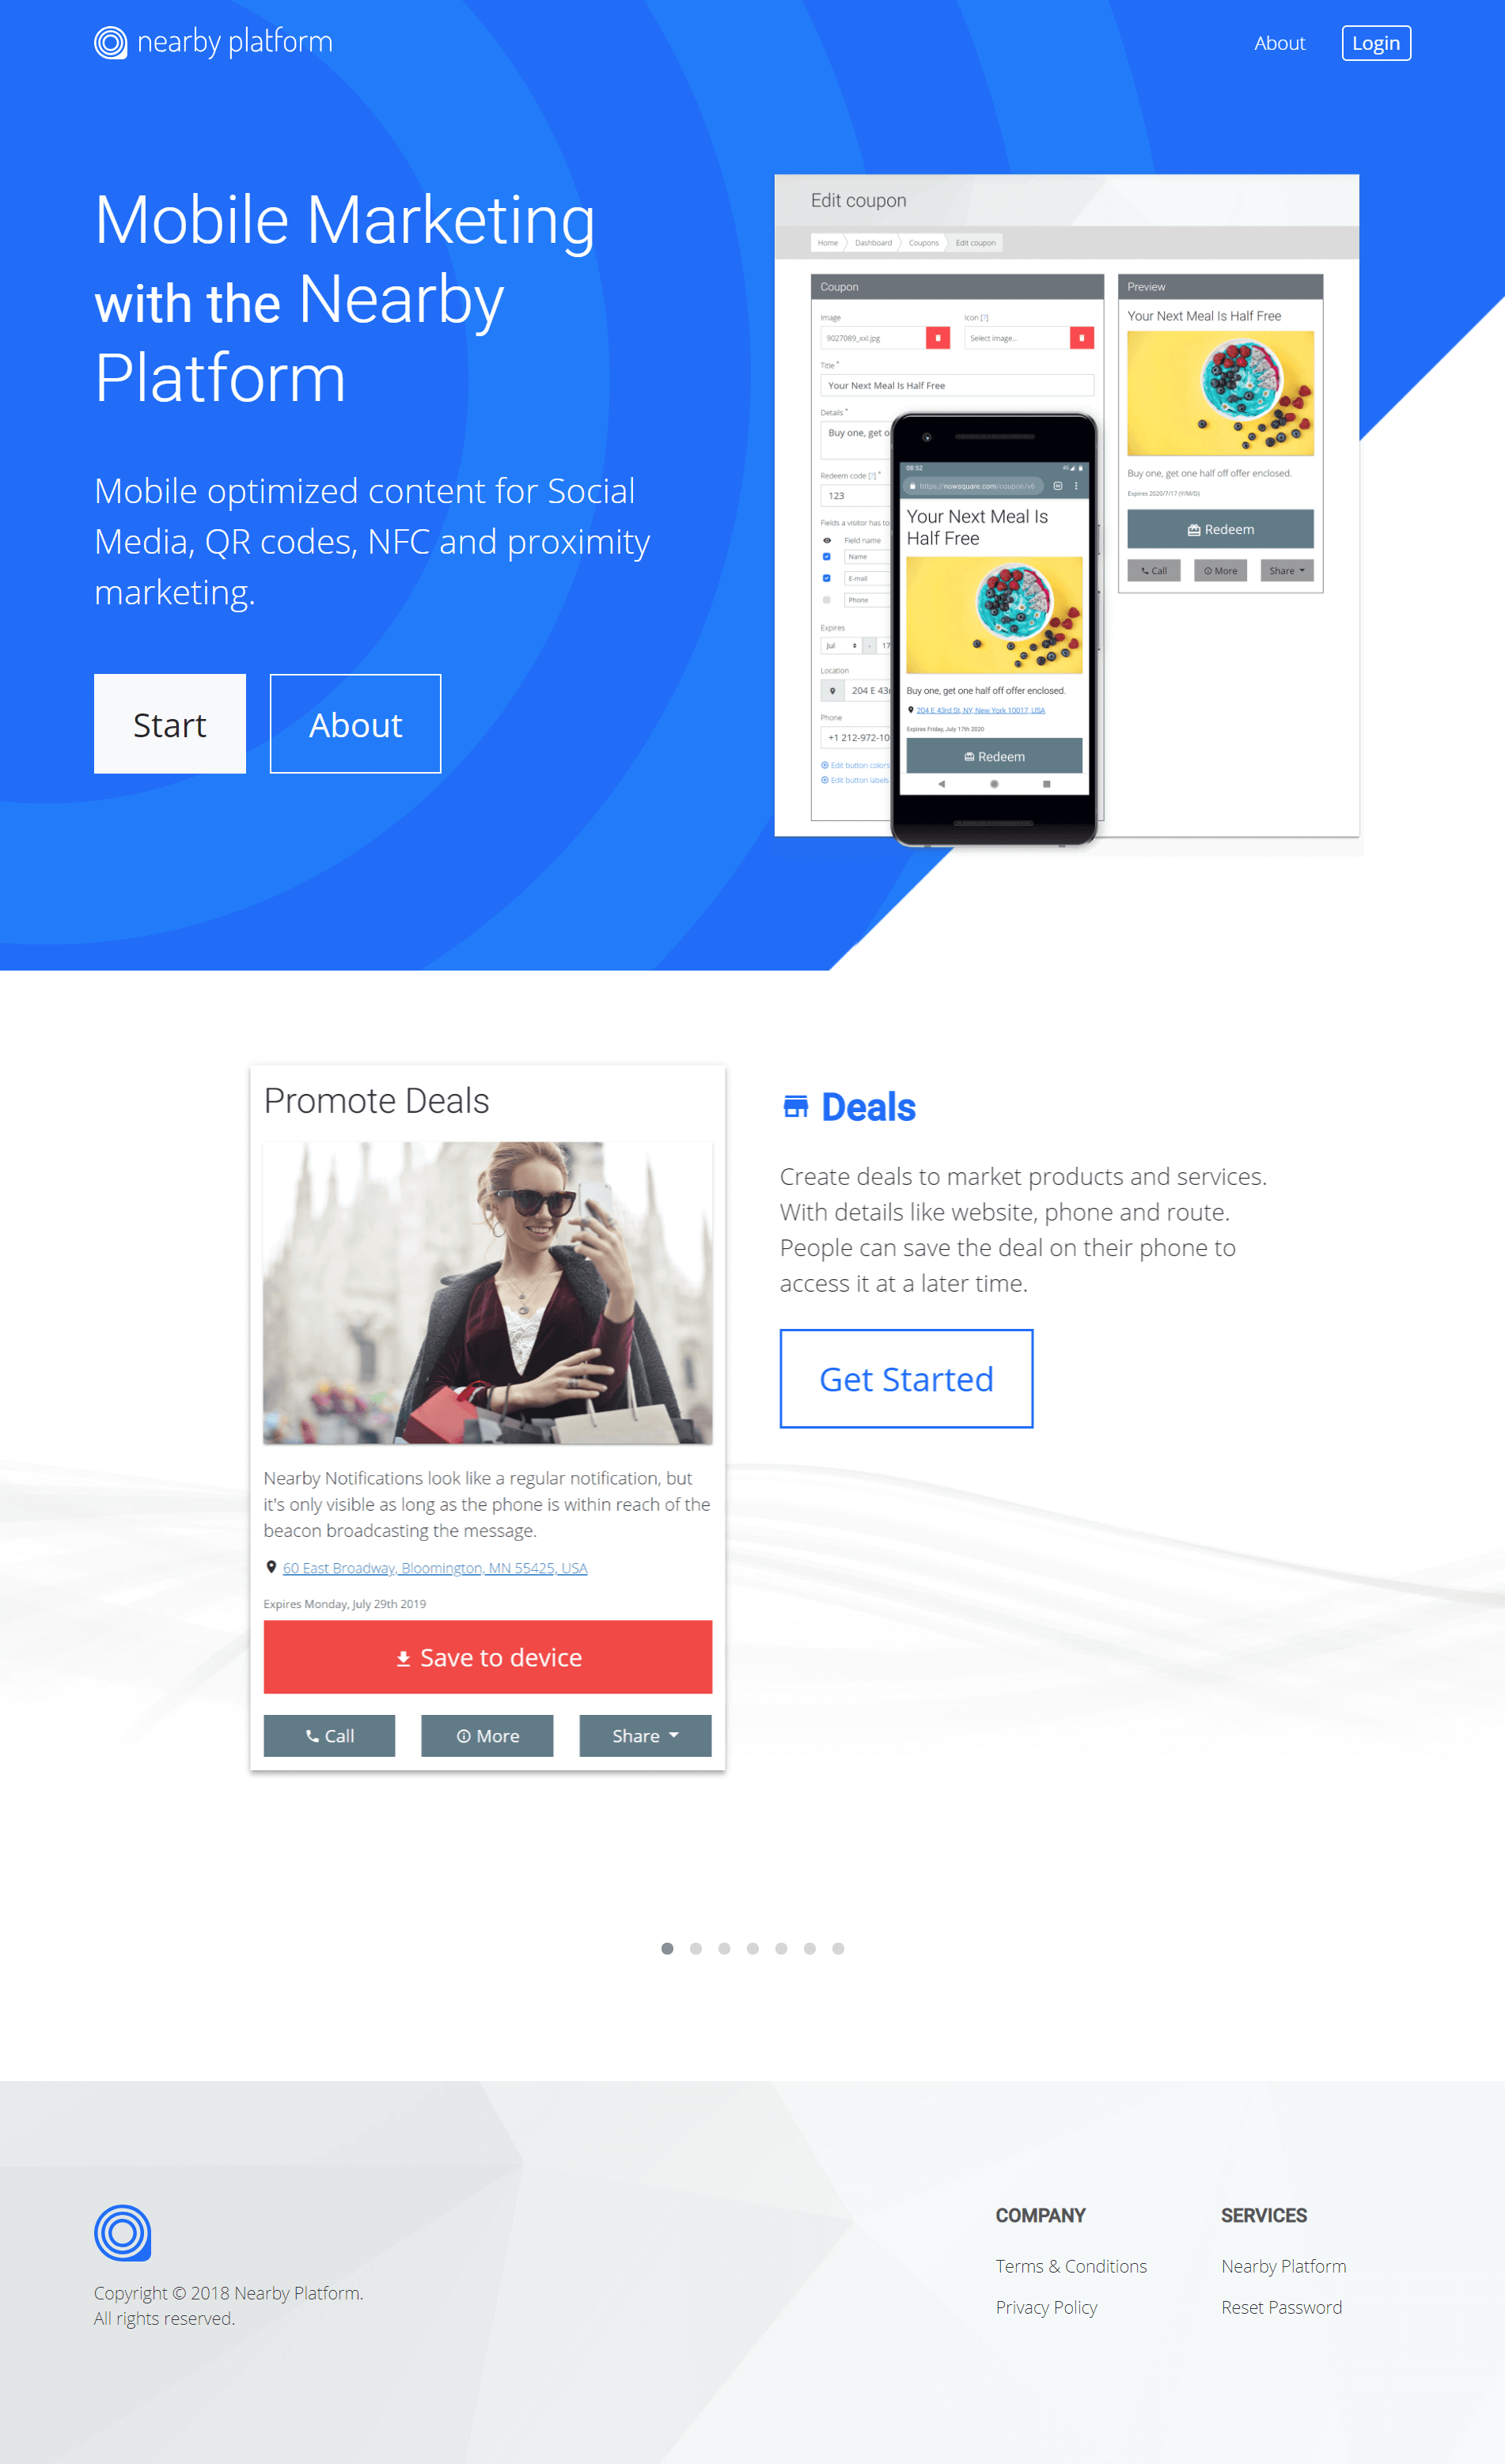 nearby platform
About
Login
Mobile Marketing
with the Nearby
Platform
Mobile optimized content for Social
Media, QR codes, NFC and proximity
marketing.
Start
About
Edit coupon
Home
Dashboard
Coupons
Edit coupon
Coupon
Image
Icon [?]
9027089_xxl.jpg
Select image...
Title *
Your Next Meal Is Half Free
Details *
Buy one, get o
Redeem code [?] *
123
Fields a visitor has to
Field name
Name
E-mail
Phone
Expires
Jul
-
17
Location
204 E 43r
Phone
+1 212-972-10
Edit button colors
Edit button labels
08:52
https://nowsquare.com/coupon/v6
Your Next Meal Is
Half Free
Buy one, get one half off offer enclosed.
204 E 43rd St, NY, New York 10017, USA
Expires Friday, July 17th 2020
Redeem
Preview
Your Next Meal Is Half Free
Buy one, get one half off offer enclosed.
Expires 2020/7/17 (Y/M/D)
Redeem
Call
More
Share
Promote Deals
Nearby Notifications look like a regular notification, but
it's only visible as long as the phone is within reach of the
beacon broadcasting the message.
60 East Broadway, Bloomington, MN 55425, USA
Expires Monday, July 29th 2019
Save to device
Call
More
Share
Deals
Create deals to market products and services.
With details like website, phone and route.
People can save the deal on their phone to
access it at a later time.
Get Started
Copyright © 2018 Nearby Platform.
All rights reserved.
COMPANY
Terms & Conditions
Privacy Policy
SERVICES
Nearby Platform
Reset Password